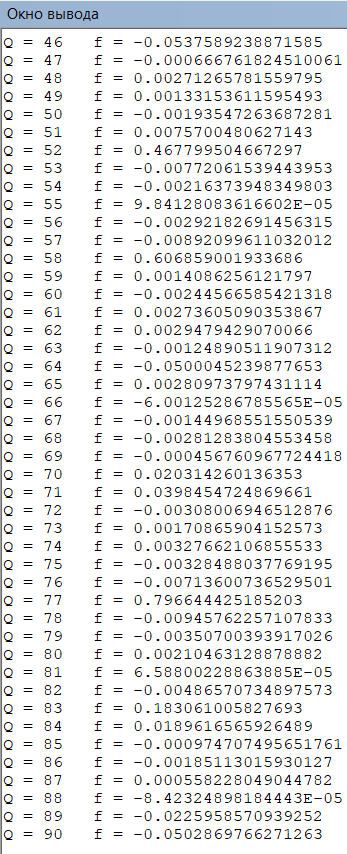 Окно вывода
Q = 46 f = -0.0537589238871585
Q = 47 f = -0.000666761824510061
Q = 48 f = 0.00271265781559795
Q = 49 f = 0.00133153611595493
Q = 50 f = -0.00193547263687281
Q = 51 f = 0.0075700480627143
Q = 52 f = 0.467799504667297
Q = 53 f = -0.00772061539443953
Q = 54 f = -0.00216373948349803
Q = 55 f = 9.84128083616602E-05
Q = 56 f = -0.00292182691456315
Q = 57 f = -0.00892099611032012
Q = 58 f = 0.606859001933686
Q = 59 f = 0.0014086256121797
Q = 60 f = -0.00244566585421318
Q = 61 f = 0.00273605090353867
Q = 62 f = 0.0029479429070066
Q = 63 f = -0.00124890511907312
Q = 64 f = -0.0500045239877653
Q = 65 f = 0.00280973797431114
Q = 66 f = -6.00125286785565E-05
Q = 67 f = -0.00144968551550539
Q = 68 f = -0.00281283804553458
Q = 69 f = -0.000456760967724418
Q = 70 f = 0.020314260136353
Q = 71 f = 0.0398454724869661
Q = 72 f = -0.00308006946512876
Q = 73 f = 0.00170865904152573
Q = 74 f = 0.00327662106855533
Q = 75 f = -0.00328488037769195
Q = 76 f = -0.00713600736529501
Q = 77 f = 0.796644425185203
Q = 78 f = -0.00945762257107833
Q = 79 f = -0.00350700393917026
Q = 80 f = 0.00210463128878882
Q = 81 f = 6.58800228863885E-05
Q = 82 f = -0.00486570734897573
Q = 83 f = 0.183061005827693
Q = 84 f = 0.0189616565926489
Q = 85 f = -0.000974707495651761
Q = 86 f = -0.00185113015930127
Q = 87 f = 0.000558228049044782
Q = 88 f = -8.42324898184443E-05
Q = 89 f = -0.0225958570939252
Q = 90 f = -0.0502869766271263